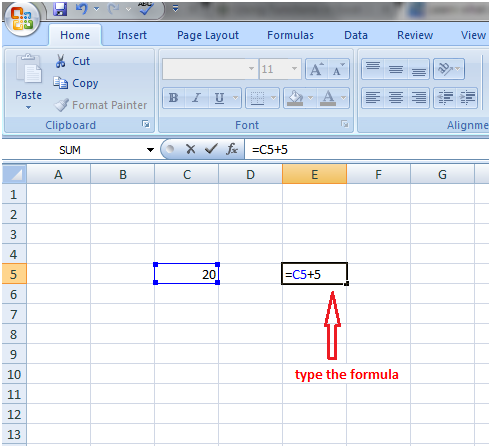 Home Insert Page Layout Formulas Data Review View
Paste
Cut
Copy
Format Painter
11 A A
B I U A
Clipboard Font Alignme
SUM fx =C5+5
A B C D E F G
1
2
3
4
5 20 =C5+5
6
7
8
9
10 type the formula
11
12
13